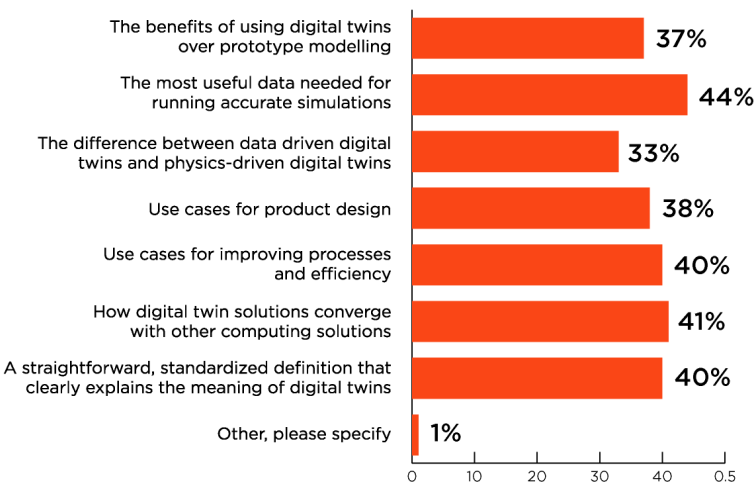 The benefits of using digital twins
over prototype modelling
37%
The most useful data needed for
running accurate simulations
44%
The difference between data driven digital
twins and physics-driven digital twins
33%
Use cases for product design
38%
Use cases for improving processes
and efficiency
40%
How digital twin solutions converge
with other computing solutions
41%
A straightforward, standardized definition that
clearly explains the meaning of digital twins
40%
Other, please specify
1%
0 10 20 30 40 0.5